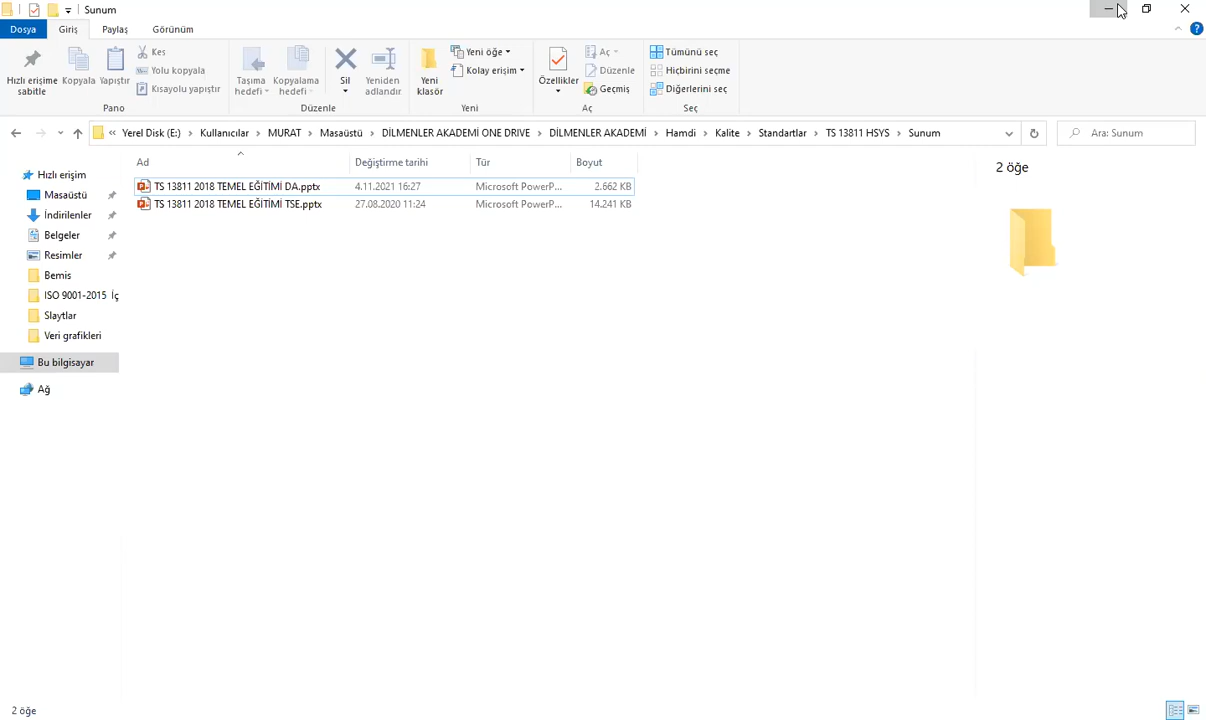 Sunum
Dosya Giriş Paylaş Görünüm
Hızlı erişime sabitle
Kopyala
Yapıştır
Kes
Yolu kopyala
Kısayolu yapıştır
Pano
Taşıma hedefi
Kopyalama hedefi
Sil
Yeniden adlandır
Düzenle
Yeni klasör
Yeni öğe
Kolay erişim
Yeni
Özellikler
Aç
Düzenle
Geçmiş
Aç
Tümünü seç
Hiçbirini seçme
Diğerlerini seç
Seç
« Yerel Disk (E:) › Kullanıcılar › MURAT › Masaüstü › DİLMENLER AKADEMİ ONE DRIVE › DİLMENLER AKADEMİ › Hamdi › Kalite › Standartlar › TS 13811 HSYS › Sunum
Ara: Sunum
Hızlı erişim
Masaüstü
İndirilenler
Belgeler
Resimler
Bemis
ISO 9001-2015 İç
Slaytlar
Veri grafikleri
Bu bilgisayar
Ağ
Ad Değiştirme tarihi Tür Boyut
TS 13811 2018 TEMEL EĞİTİMİ DA.pptx 4.11.2021 16:27 Microsoft PowerP... 2.662 KB
TS 13811 2018 TEMEL EĞİTİMİ TSE.pptx 27.08.2020 11:24 Microsoft PowerP... 14.241 KB
2 öğe
2 öğe